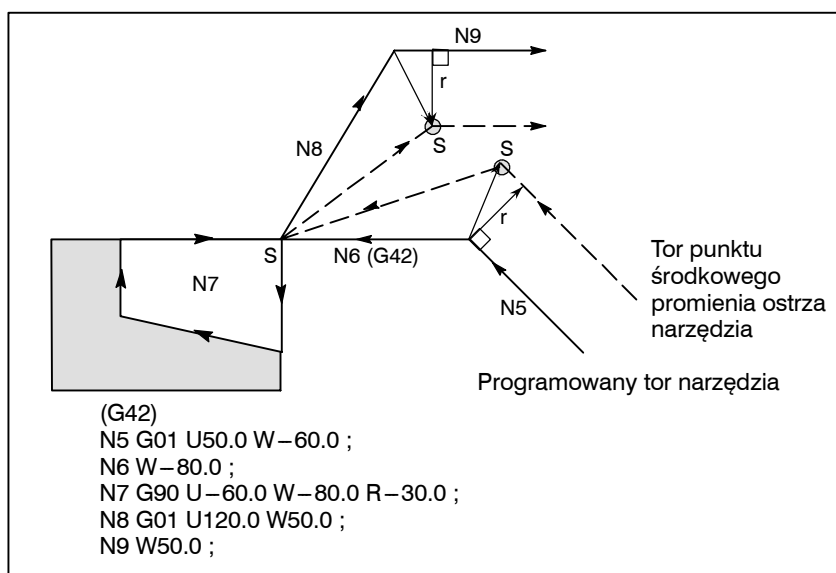 N9
r
N8
S
S
r
S
N6 (G42)
N7
N5
Tor punktu
środkowego
promienia ostrza
narzędzia
Programowany tor narzędzia
(G42)
N5 G01 U50.0 W−60.0 ;
N6 W−80.0 ;
N7 G90 U−60.0 W−80.0 R−30.0 ;
N8 G01 U120.0 W50.0 ;
N9 W50.0 ;